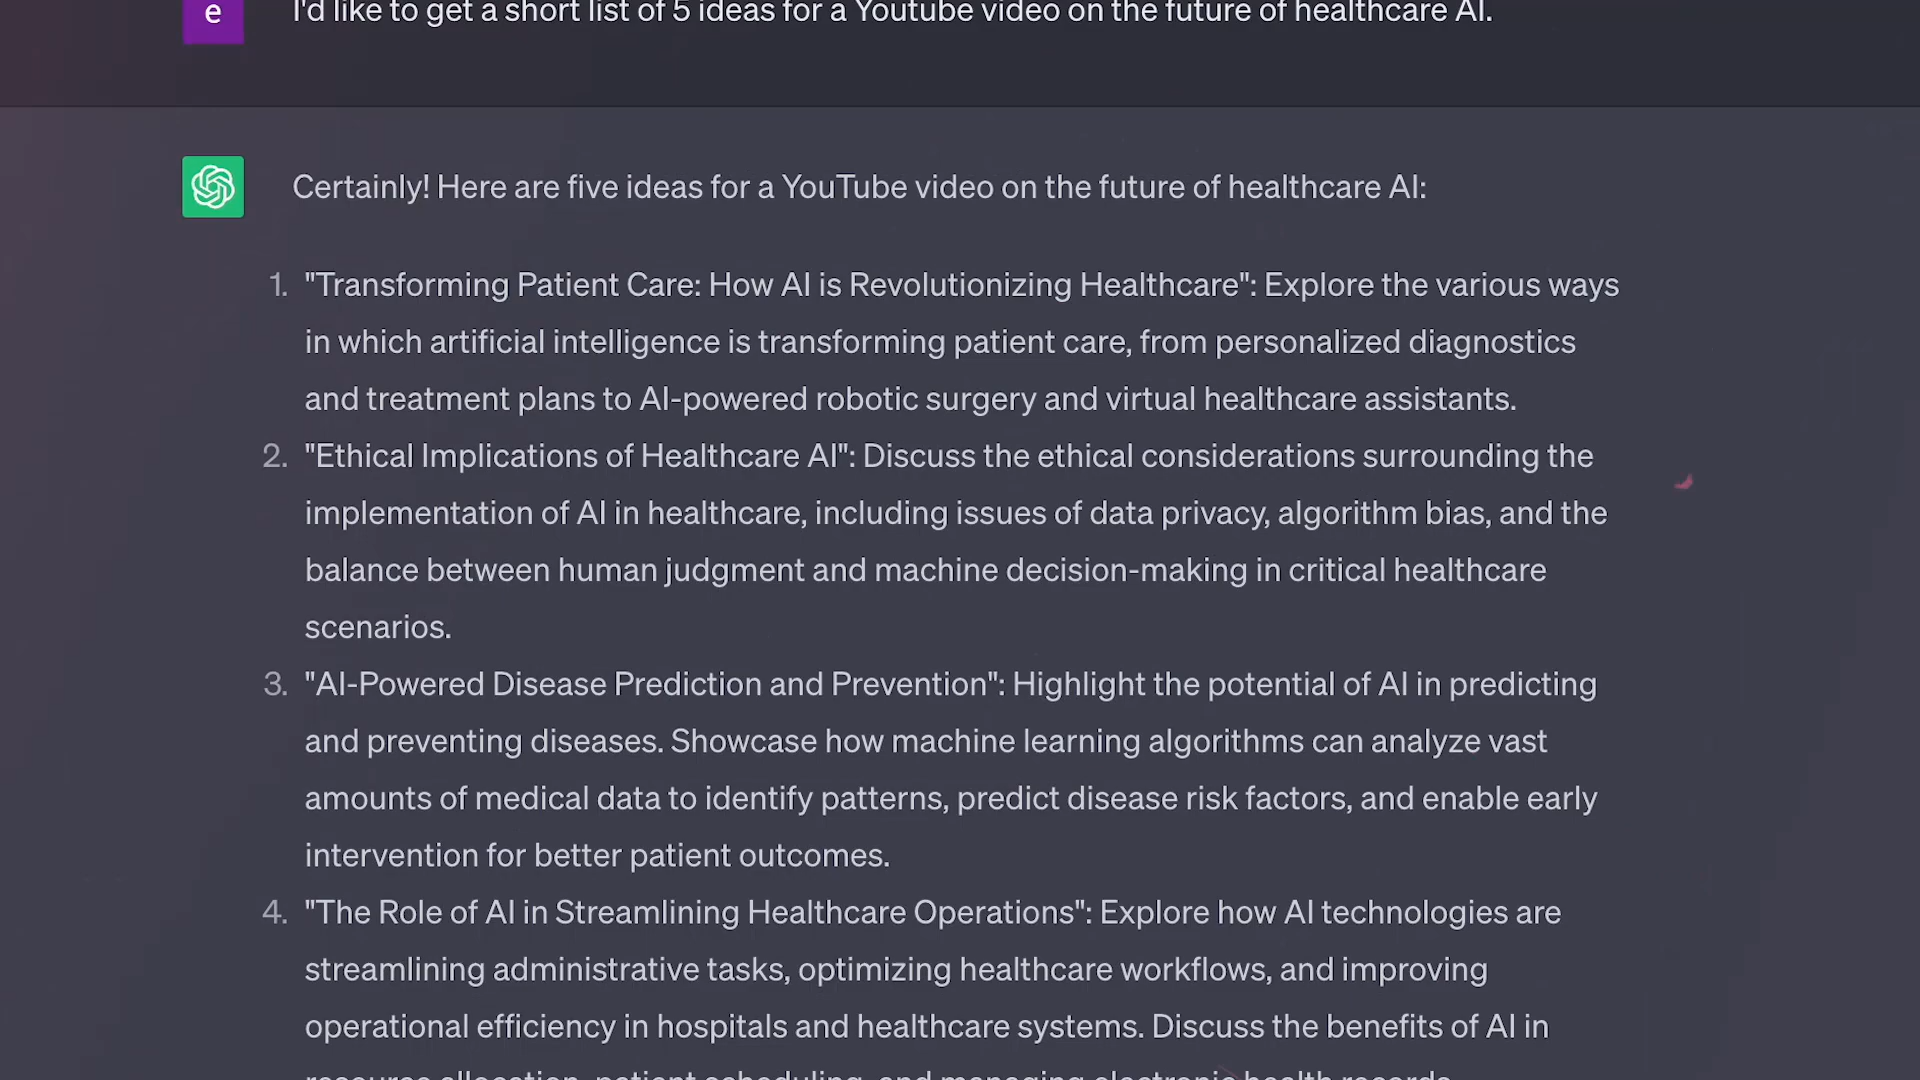 e
I'd like to get a short list of 5 ideas for a Youtube video on the future of healthcare AI.
Certainly! Here are five ideas for a YouTube video on the future of healthcare AI:
1. "Transforming Patient Care: How AI is Revolutionizing Healthcare": Explore the various ways
in which artificial intelligence is transforming patient care, from personalized diagnostics
and treatment plans to AI-powered robotic surgery and virtual healthcare assistants.
2. "Ethical Implications of Healthcare AI": Discuss the ethical considerations surrounding the
implementation of AI in healthcare, including issues of data privacy, algorithm bias, and the
balance between human judgment and machine decision-making in critical healthcare
scenarios.
3. "AI-Powered Disease Prediction and Prevention": Highlight the potential of AI in predicting
and preventing diseases. Showcase how machine learning algorithms can analyze vast
amounts of medical data to identify patterns, predict disease risk factors, and enable early
intervention for better patient outcomes.
4. "The Role of AI in Streamlining Healthcare Operations": Explore how AI technologies are
streamlining administrative tasks, optimizing healthcare workflows, and improving
operational efficiency in hospitals and healthcare systems. Discuss the benefits of AI in
resource allocation, patient scheduling, and managing electronic health records.